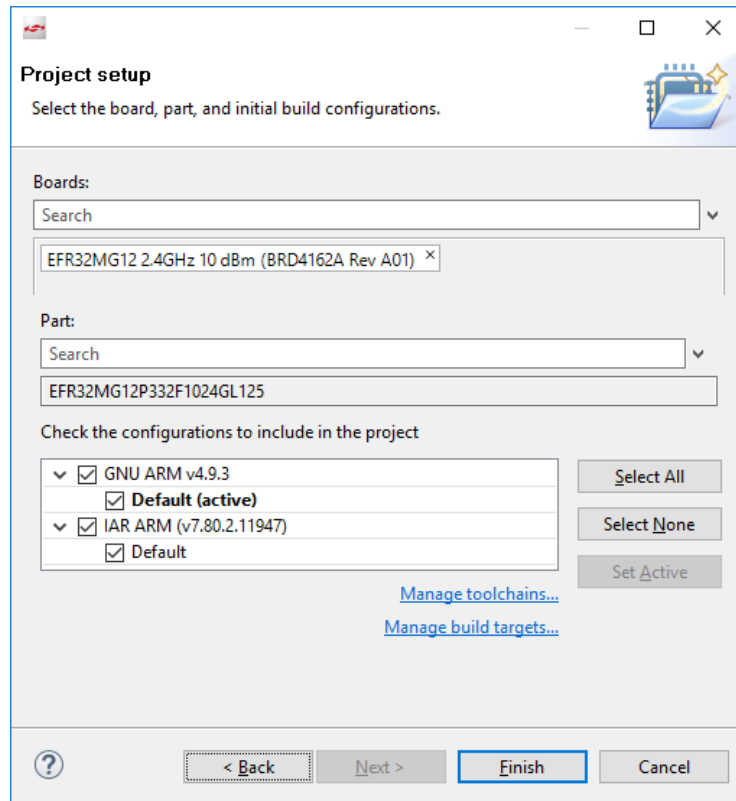 Project setup
Select the board, part, and initial build configurations.
Boards:
Search
EFR32MG12 2.4GHz 10 dBm (BRD4162A Rev A01) ×
Part:
Search
EFR32MG12P332F1024GL125
Check the configurations to include in the project
GNU ARM v4.9.3
Select All
Default (active)
IAR ARM (v7.80.2.11947)
Select None
Default
Set Active
Manage toolchains...
Manage build targets...
? < Back Next > Finish Cancel